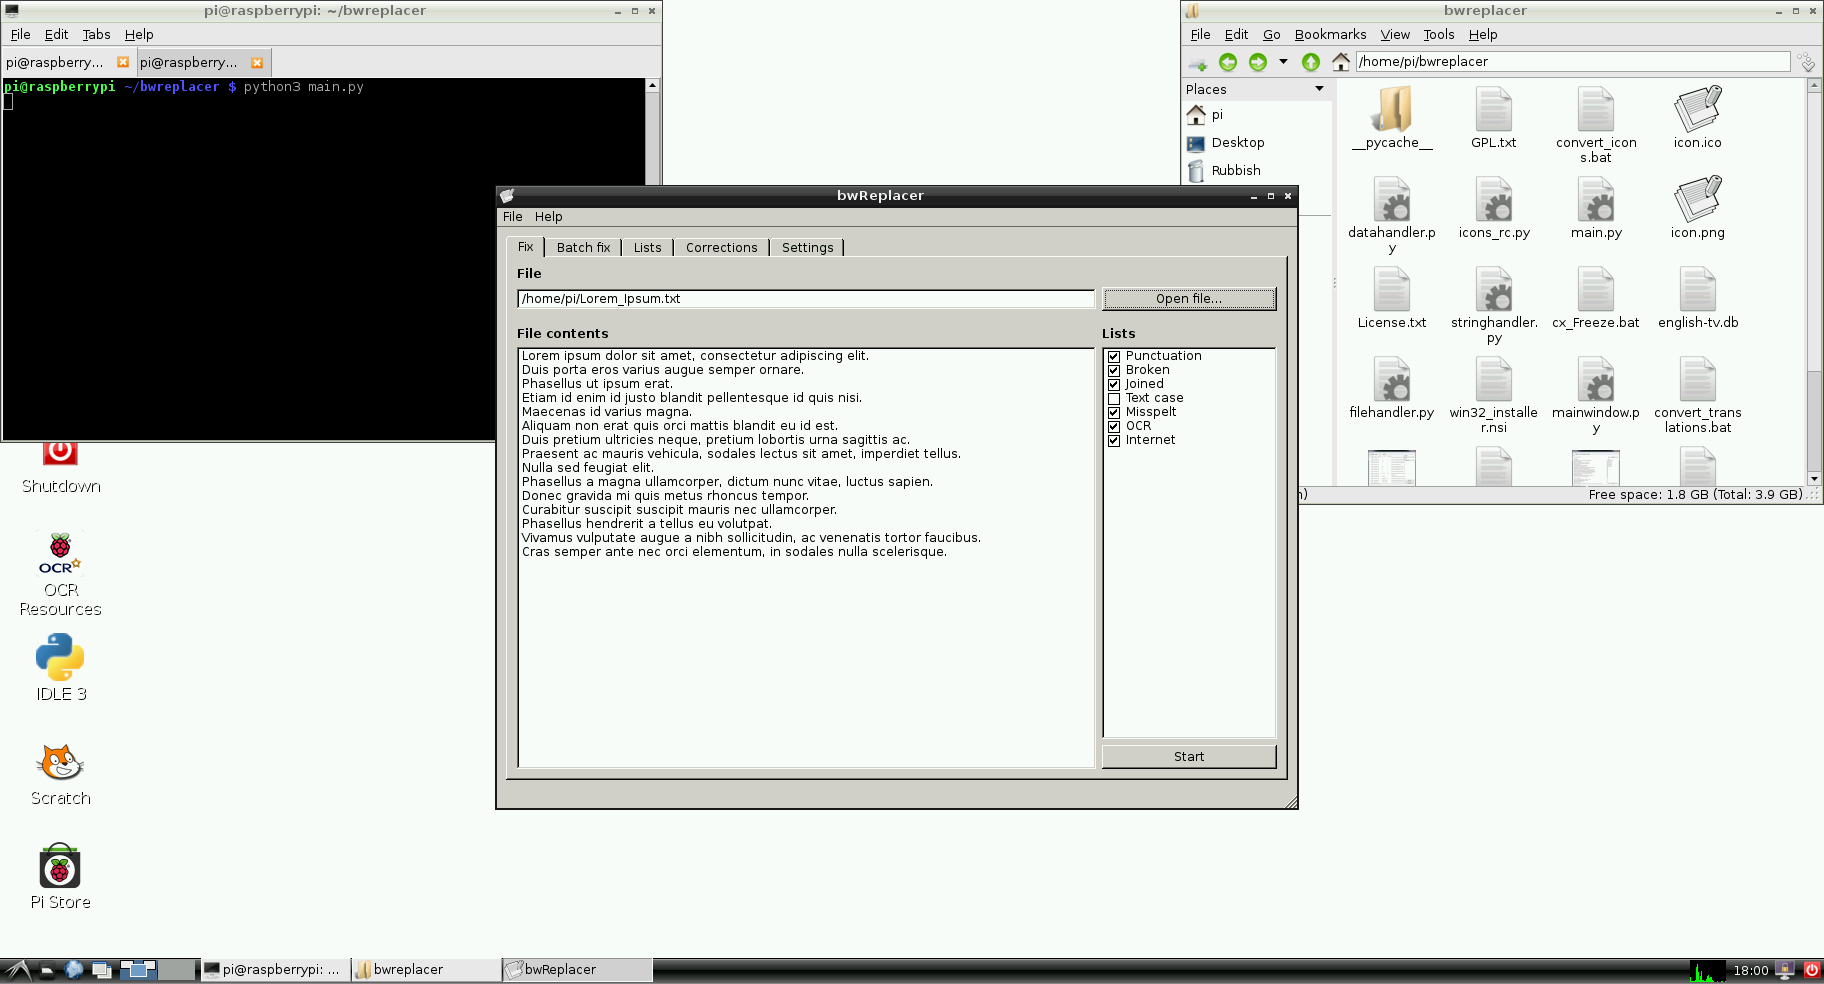 pi@raspberrypi: ~/bwreplacer
File Edit Tabs Help
pi@raspberry... pi@raspberry...
pi@raspberrypi ~/bwreplacer $ python3 main.py
bwreplacer
File Edit Go Bookmarks View Tools Help
/home/pi/bwreplacer
Places
pi
Desktop
Rubbish
__pycache__ GPL.txt convert_icon icon.ico
s.bat
datahandler.p icons_rc.py main.py icon.png
y
License.txt stringhandler. cx_Freeze.bat english-tv.db
py
filehandler.py win32_installe mainwindow.p convert_trans
r.nsi y lations.bat
) Free space: 1.8 GB (Total: 3.9 GB)
bwReplacer
File Help
Fix Batch fix Lists Corrections Settings
File
/home/pi/Lorem_Ipsum.txt Open file...
File contents
Lorem ipsum dolor sit amet, consectetur adipiscing elit.
Duis porta eros varius augue semper ornare.
Phasellus ut ipsum erat.
Etiam id enim id justo blandit pellentesque id quis nisi.
Maecenas id varius magna.
Aliquam non erat quis orci mattis blandit eu id est.
Duis pretium ultricies neque, pretium lobortis urna sagittis ac.
Praesent ac mauris vehicula, sodales lectus sit amet, imperdiet tellus.
Nulla sed feugiat elit.
Phasellus a magna ullamcorper, dictum nunc vitae, luctus sapien.
Donec gravida mi quis metus rhoncus tempor.
Curabitur suscipit suscipit mauris nec ullamcorper.
Phasellus hendrerit a tellus eu volutpat.
Vivamus vulputate augue a nibh sollicitudin, ac venenatis tortor faucibus.
Cras semper ante nec orci elementum, in sodales nulla scelerisque.
Lists
Punctuation
Broken
Joined
Text case
Misspelt
OCR
Internet
Start
Shutdown
OCR
OCR
Resources
IDLE 3
Scratch
Pi Store
pi@raspberrypi: ... bwreplacer bwReplacer 18:00